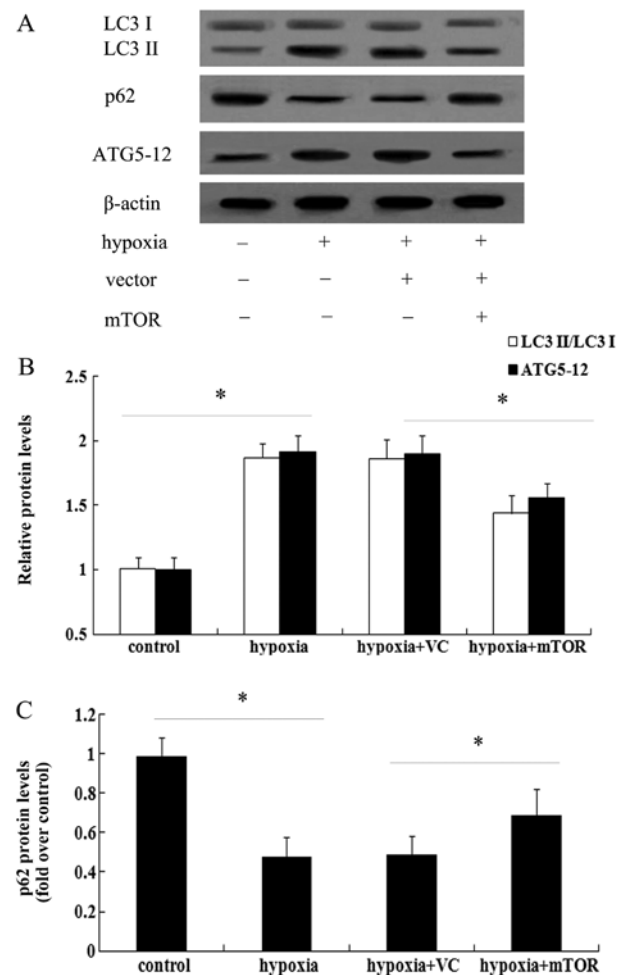 A
LC3 I
LC3 II
p62
ATG5-12
β-actin
hypoxia − + + +
vector − − + +
mTOR − − − +
B
LC3 II/LC3 I
ATG5-12
Relative protein levels
2.5
2
1.5
1
0.5
* *
control hypoxia hypoxia+VC hypoxia+mTOR
C
p62 protein levels
(fold over control)
1.2
1
0.8
0.6
0.4
0.2
0
* *
control hypoxia hypoxia+VC hypoxia+mTOR